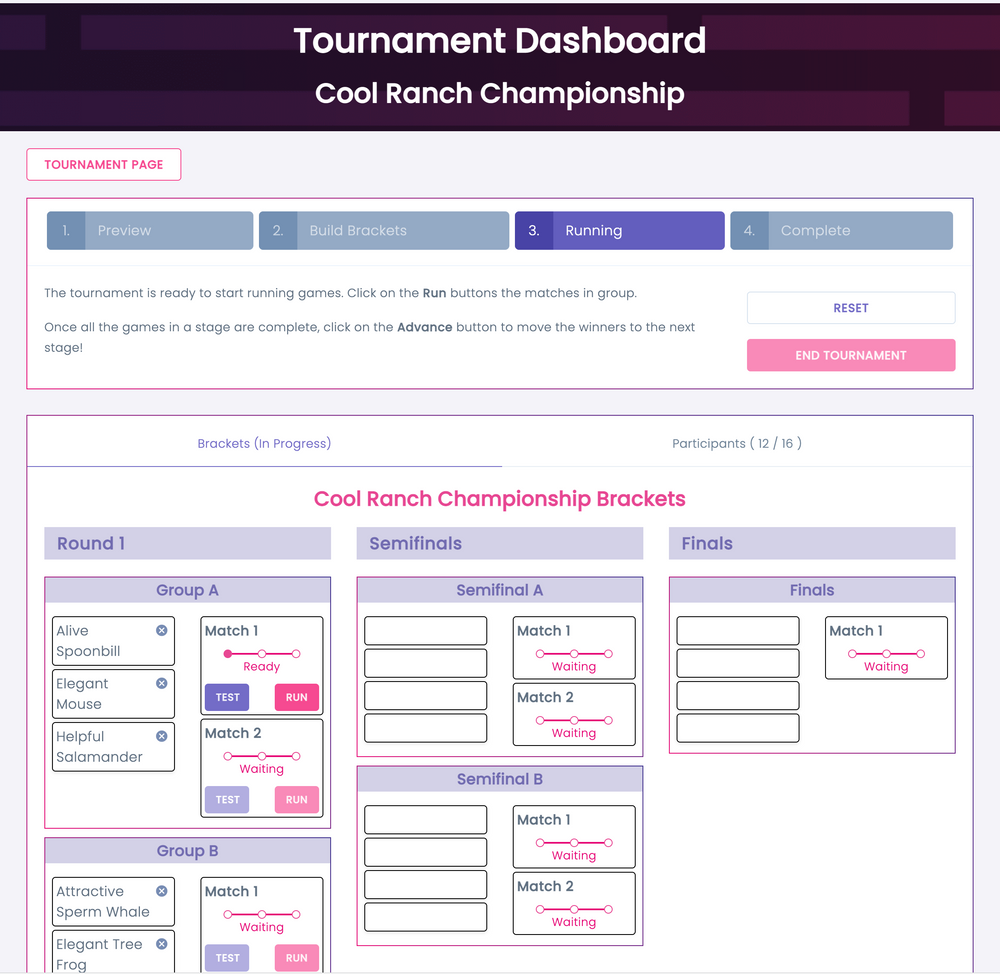 Tournament Dashboard
Cool Ranch Championship
TOURNAMENT PAGE
1. Preview
2. Build Brackets
3. Running
4. Complete
The tournament is ready to start running games. Click on the Run buttons the matches in group.
Once all the games in a stage are complete, click on the Advance button to move the winners to the next
stage!
RESET
END TOURNAMENT
Brackets (In Progress)
Participants ( 12 / 16 )
Cool Ranch Championship Brackets
Round 1
Group A
Alive
Spoonbill
Elegant
Mouse
Helpful
Salamander
Match 1
Ready
TEST
RUN
Match 2
Waiting
TEST
RUN
Group B
Attractive
Sperm Whale
Elegant Tree
Frog
Match 1
Waiting
TEST
RUN
Semifinals
Semifinal A
Match 1
Waiting
Match 2
Waiting
Semifinal B
Match 1
Waiting
Match 2
Waiting
Finals
Finals
Match 1
Waiting